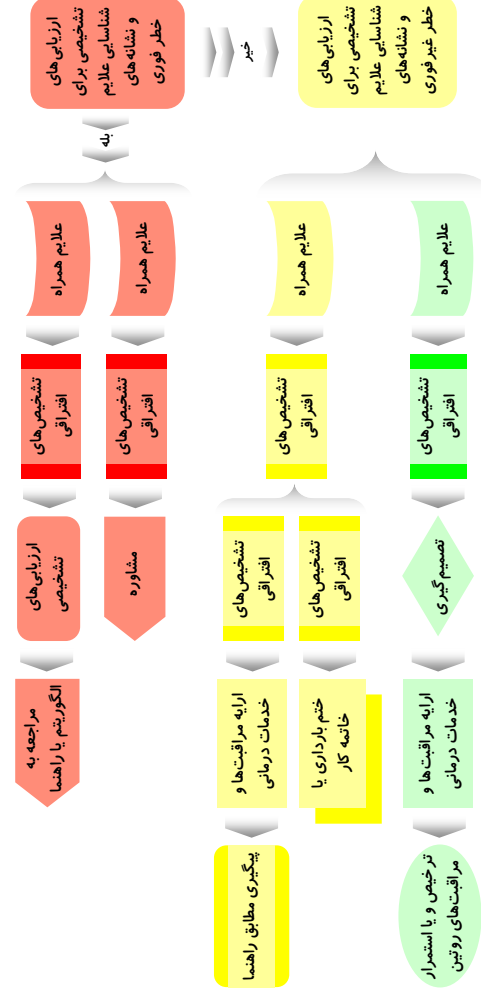 ارزیابی‌های
تشخیصی برای
شناسایی علایم
و نشانه‌های
خطر فوری
خیر
ارزیابی‌های
تشخیصی برای
شناسایی علایم
و نشانه‌های
خطر غیر فوری
بله
علایم همراه
علایم همراه
علایم همراه
علایم همراه
تشخیص‌های
افتراقی
تشخیص‌های
افتراقی
تشخیص‌های
افتراقی
تشخیص‌های
افتراقی
ارزیابی‌های
تشخیصی
مشاوره
تشخیص‌های
افتراقی
تشخیص‌های
افتراقی
تصمیم‌گیری
مراجعه به
الگوریتم یا راهنما
ارایه مراقبت‌ها و
خدمات درمانی
ختم بارداری یا
خاتمه کار
ارایه مراقبت‌ها و
خدمات درمانی
پیگیری مطابق راهنما
ترخیص و یا استمرار
مراقبت‌های روتین